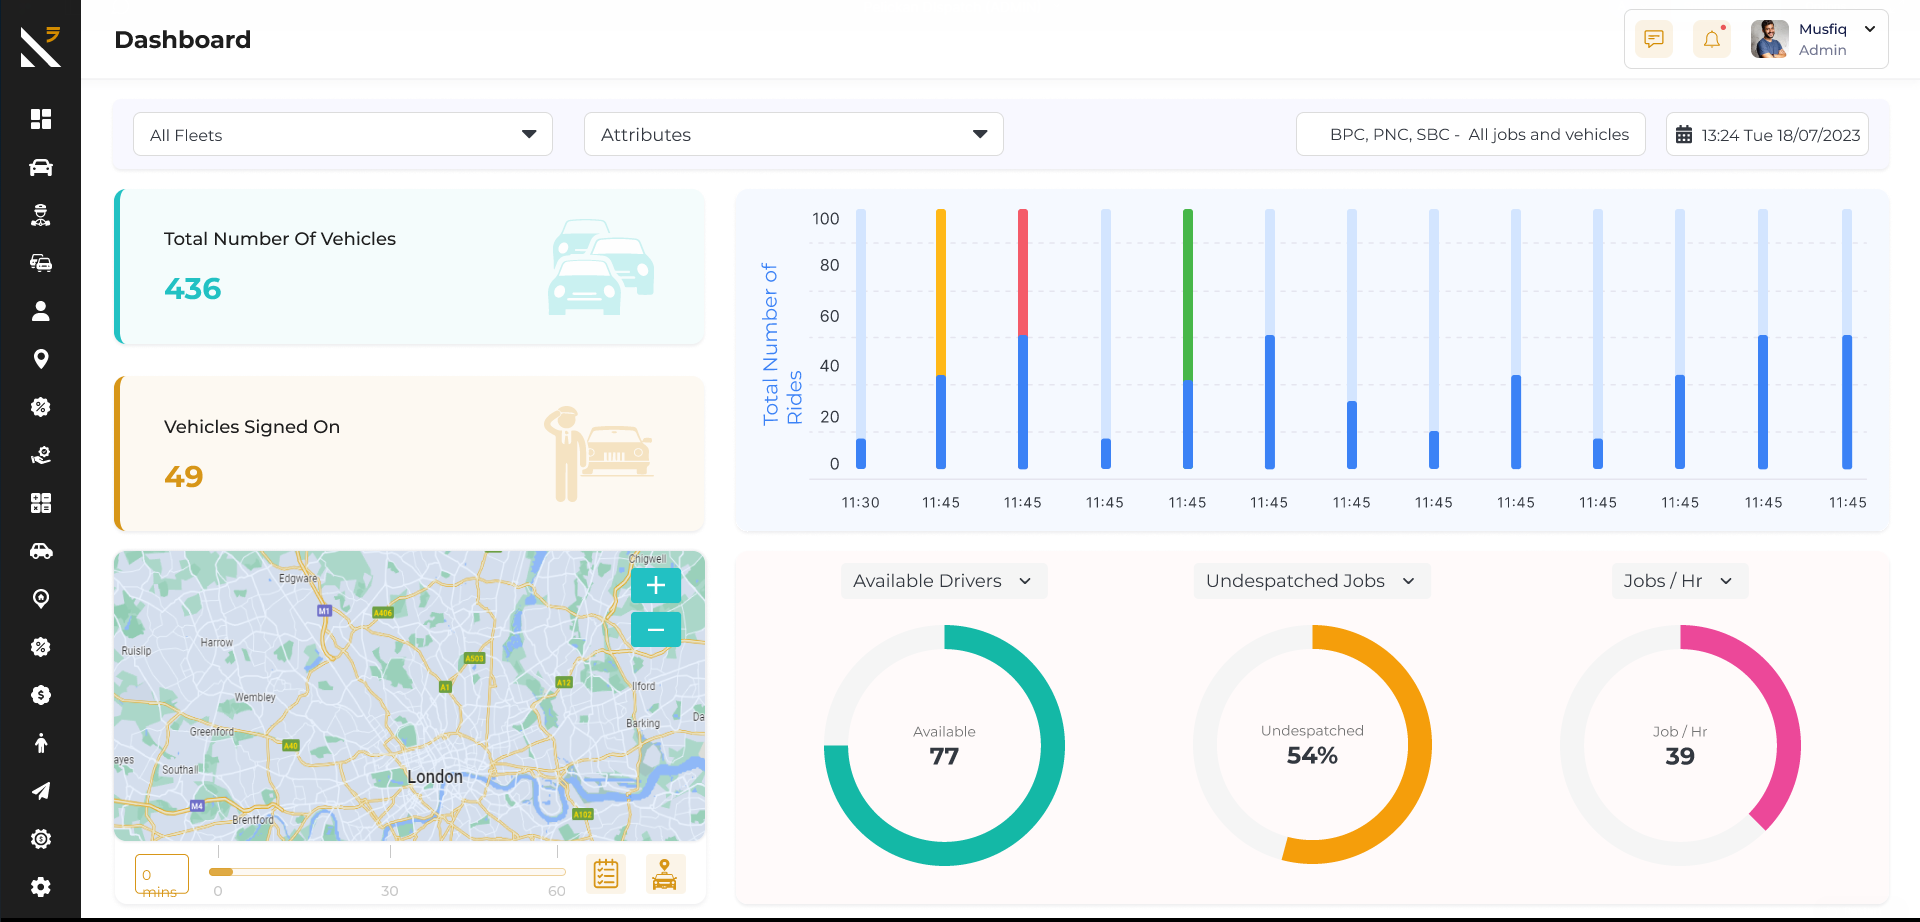 Dashboard
Musfiq
Admin
All Fleets
Attributes
BPC, PNC, SBC - All jobs and vehicles
13:24 Tue 18/07/2023
Total Number Of Vehicles
436
Vehicles Signed On
49
Total Number of
Rides
100
80
60
40
20
0
11:30 11:45 11:45 11:45 11:45 11:45 11:45 11:45 11:45 11:45 11:45 11:45 11:45
Chigwell
Edgware
M1
A406
Harrow
Ruislip
A503
A1
A12
Ilford
Wembley
Barking
Da
Greenford
A40
ayes
Southall
London
M4
Brentford
A102
0
mins
0
30
60
Available Drivers
Undespatched Jobs
Jobs / Hr
Available
77
Undespatched
54%
Job / Hr
39